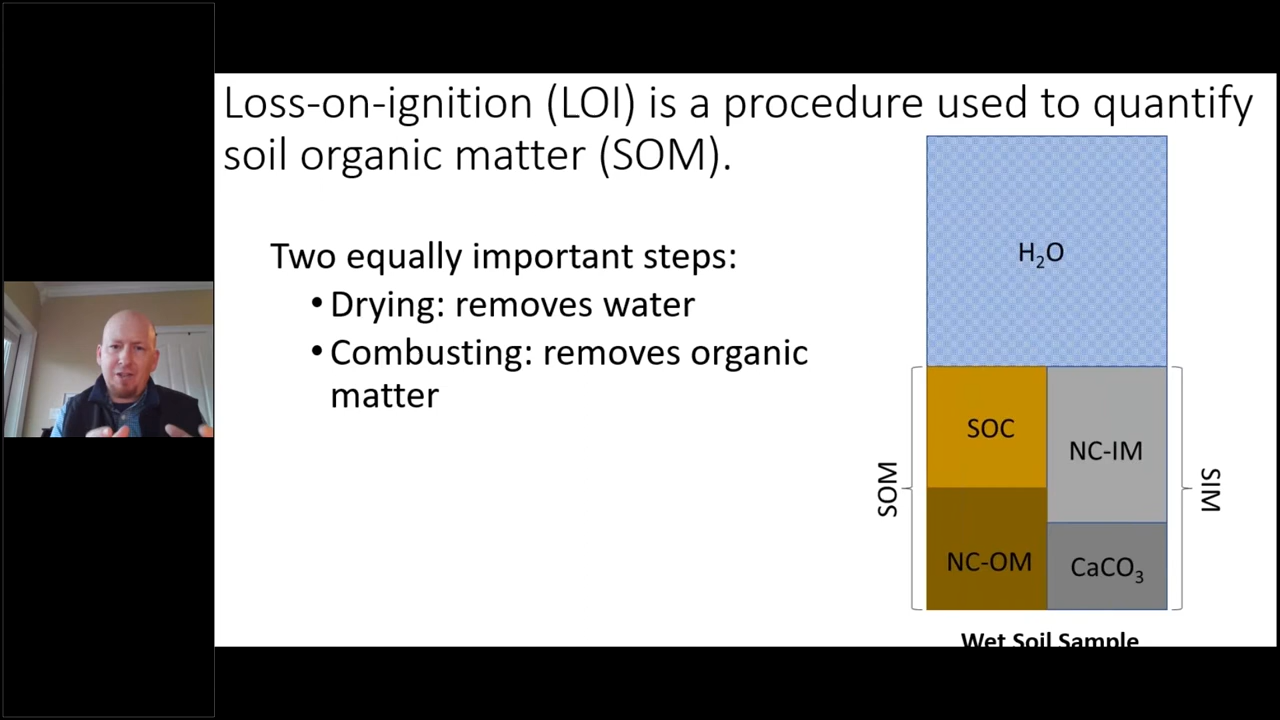 Loss-on-ignition (LOI) is a procedure used to quantify
soil organic matter (SOM).
Two equally important steps:
• Drying: removes water
• Combusting: removes organic
matter
H₂O
SOC
NC-IM
SOM
SIM
NC-OM
CaCO₃
Wet Soil Sample